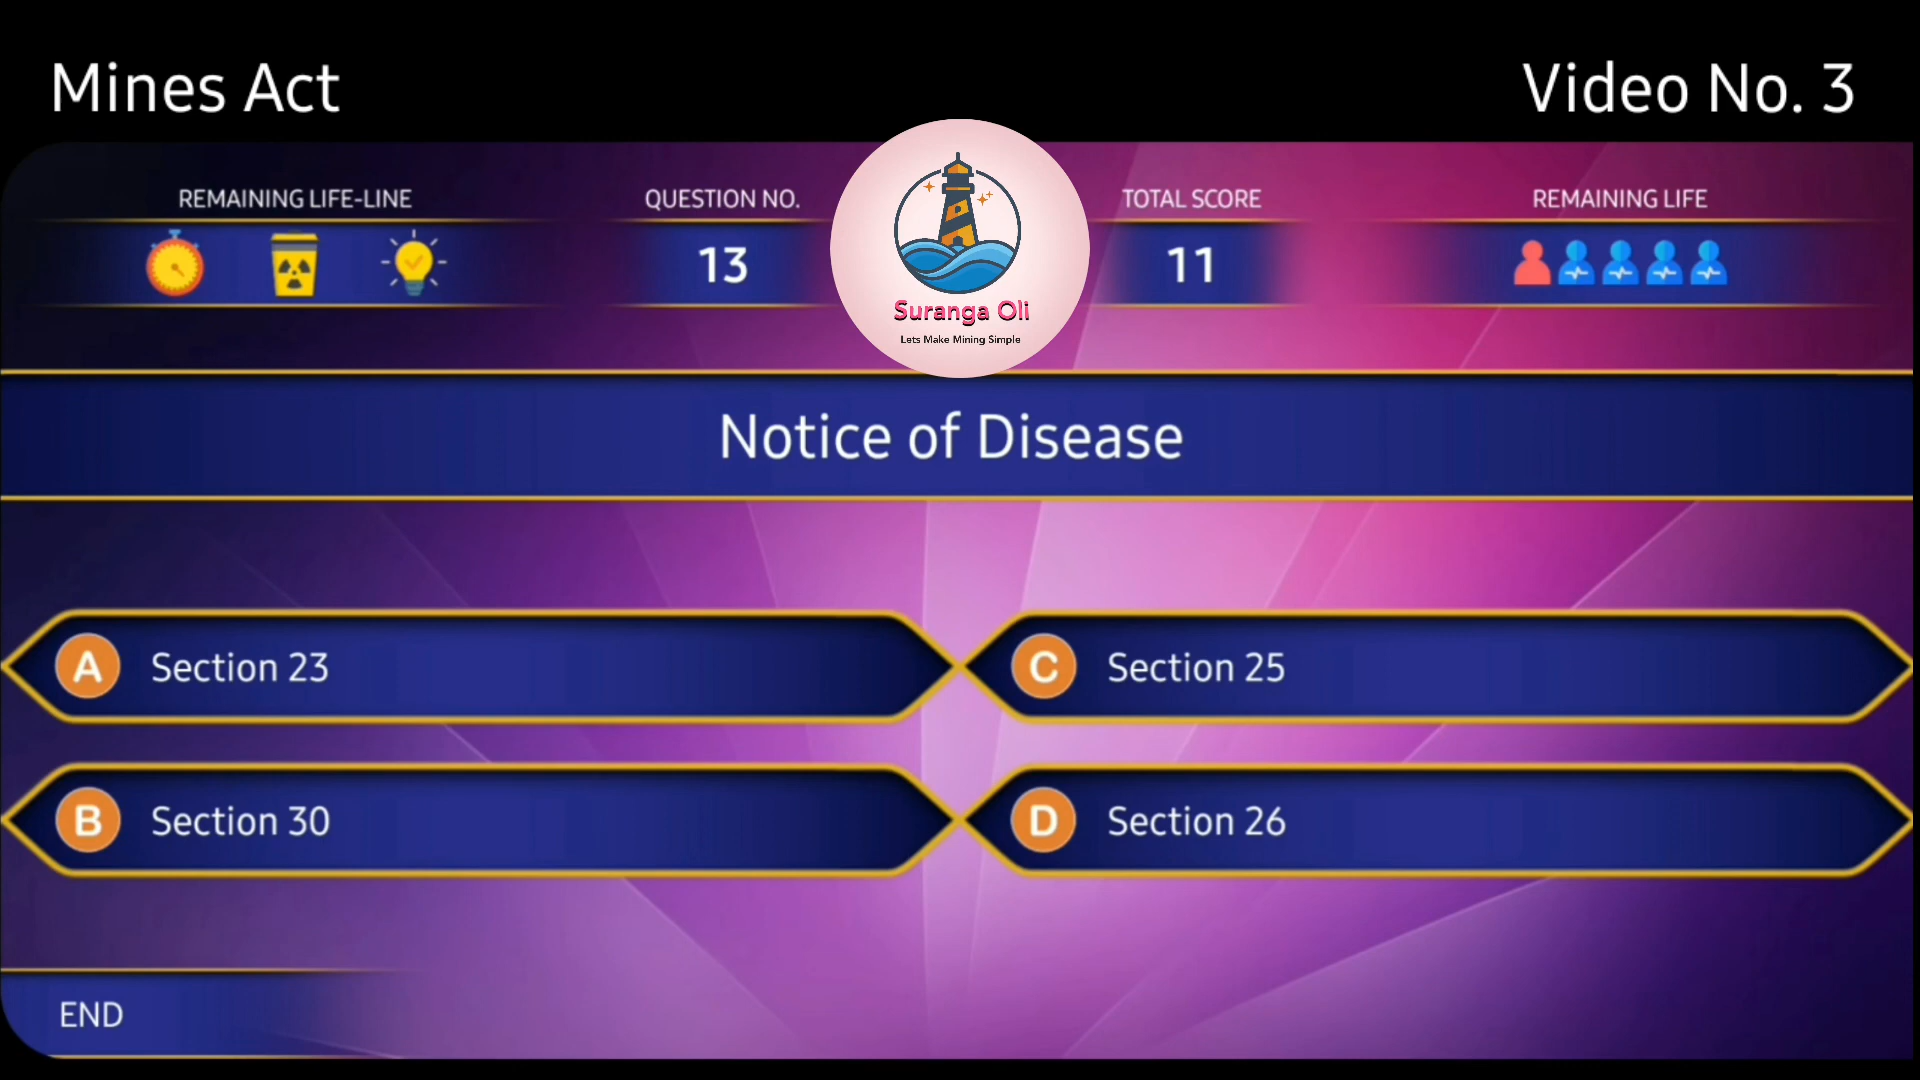 Mines Act
Video No. 3
REMAINING LIFE-LINE
QUESTION NO.
TOTAL SCORE
REMAINING LIFE
13
11
Suranga Oli
Lets Make Mining Simple
Notice of Disease
A Section 23
C Section 25
B Section 30
D Section 26
END